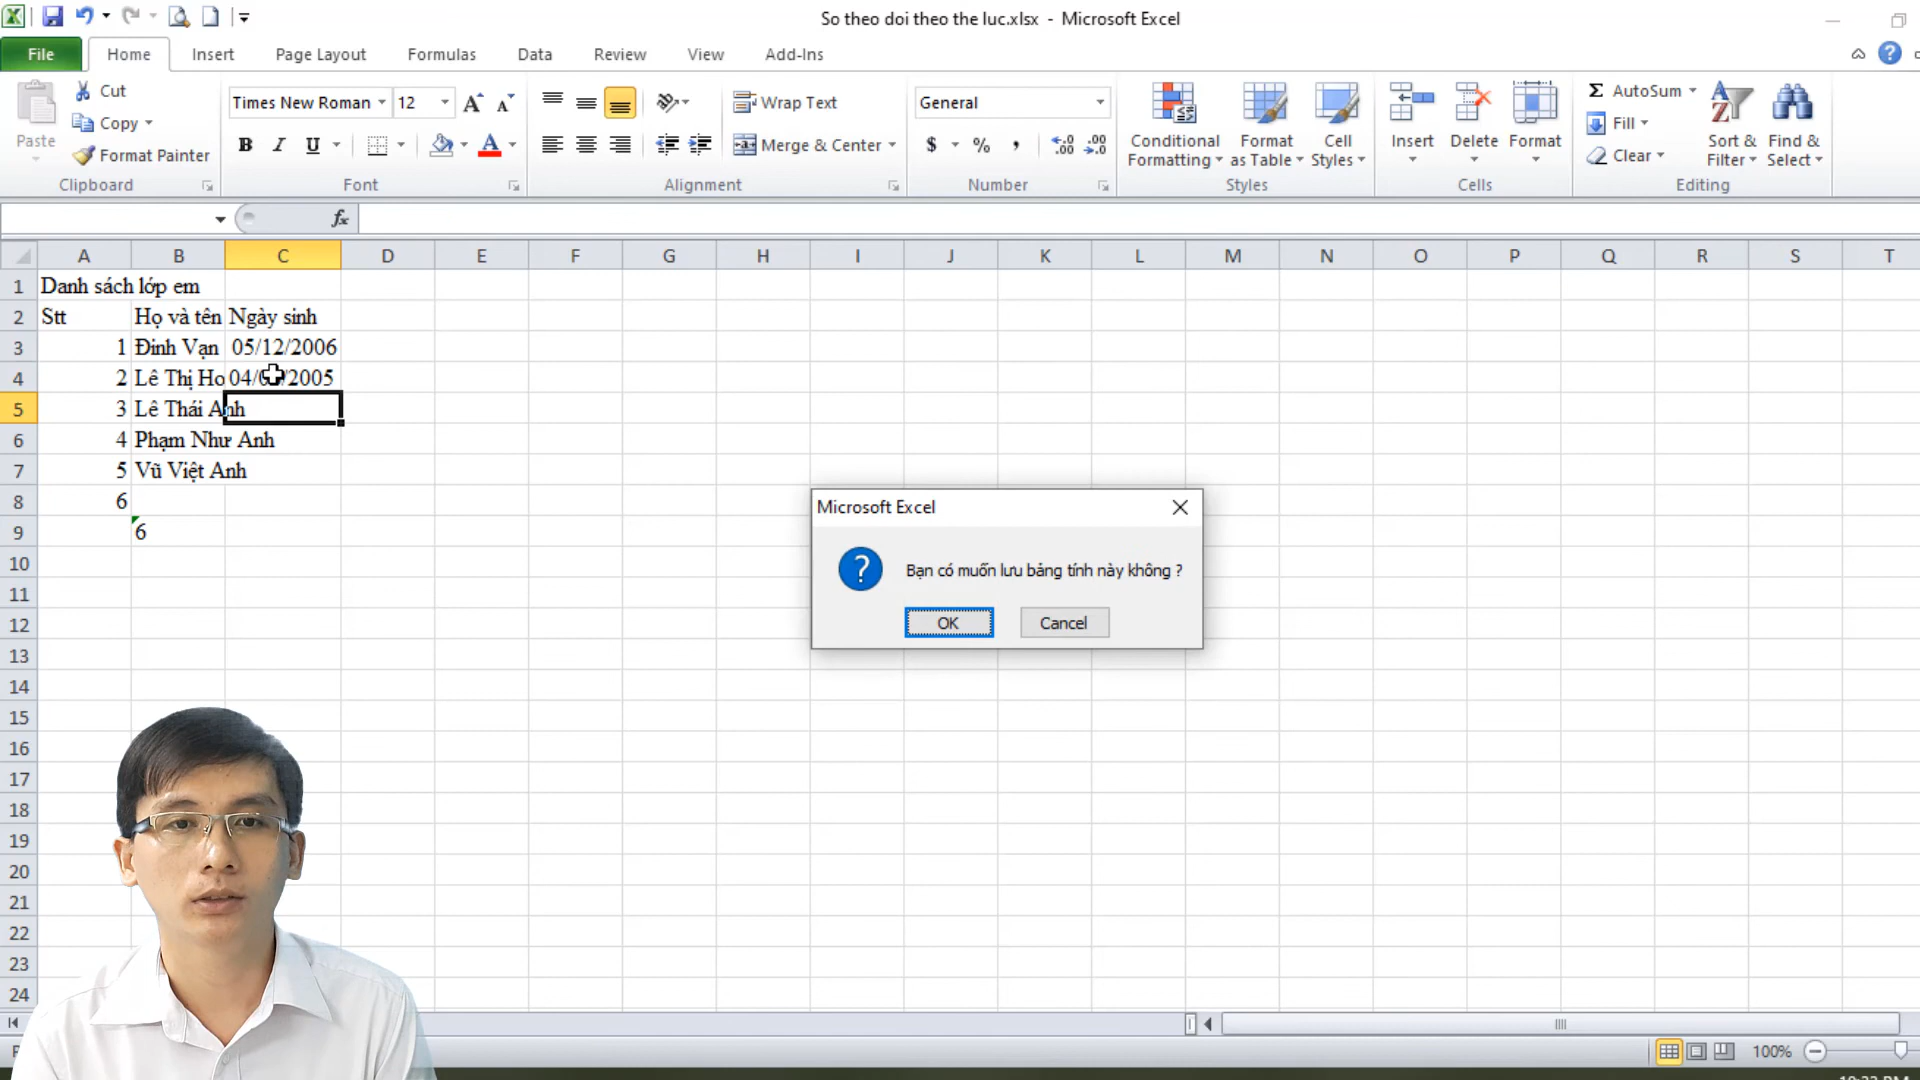 So theo doi theo the luc.xlsx - Microsoft Excel
File Home Insert Page Layout Formulas Data Review View Add-Ins
Paste
Cut
Copy
Format Painter
Clipboard
Times New Roman 12
B I U
Font
Wrap Text
Merge & Center
Alignment
General
$ % ,
Number
Conditional Formatting
Format as Table
Cell Styles
Styles
Insert Delete Format
Cells
Σ AutoSum
Fill
Clear
Sort & Filter
Find & Select
Editing
fx
A B C D E F G H I J K L M N O P Q R S T
1 Danh sách lớp em
2 Stt Họ và tên Ngày sinh
3 1 Đinh Vạn 05/12/2006
4 2 Lê Thị Ho 04/ /2005
5 3 Lê Thái Anh
6 4 Phạm Như Anh
7 5 Vũ Việt Anh
8 6
9 6
10
11
12
13
14
15
16
17
18
19
20
21
22
23
24
Microsoft Excel
Bạn có muốn lưu bảng tính này không ?
OK Cancel
100%